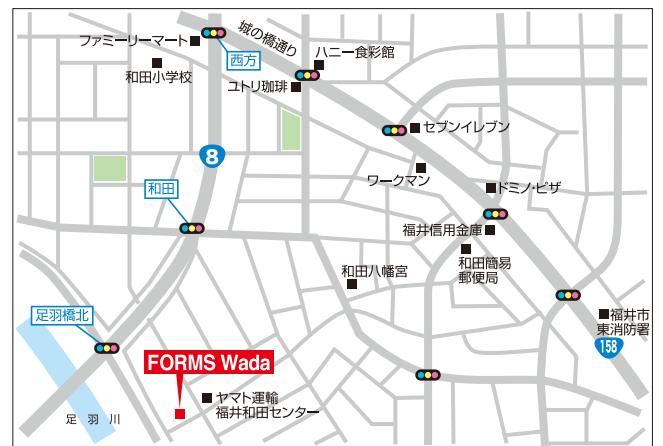 城の橋通り
ファミリーマート
西方
ハニー食彩館
和田小学校
ユトリ珈琲
セブンイレブン
8
ワークマン
和田
ドミノ・ピザ
福井信用金庫
和田簡易
郵便局
和田八幡宮
足羽橋北
福井市
東消防署
158
FORMS Wada
ヤマト運輸
福井和田センター
足羽川